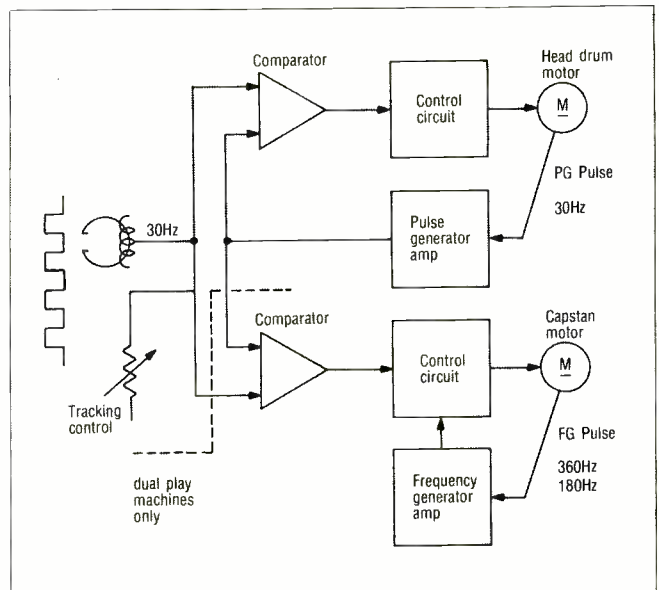 Comparator
Head drum
motor
Control
circuit
M
PG Pulse
30Hz
30Hz
Pulse
generator
amp
Comparator
Capstan
motor
Control
circuit
M
Tracking
control
FG Pulse
360Hz
180Hz
dual play
machines
only
Frequency
generator
amp